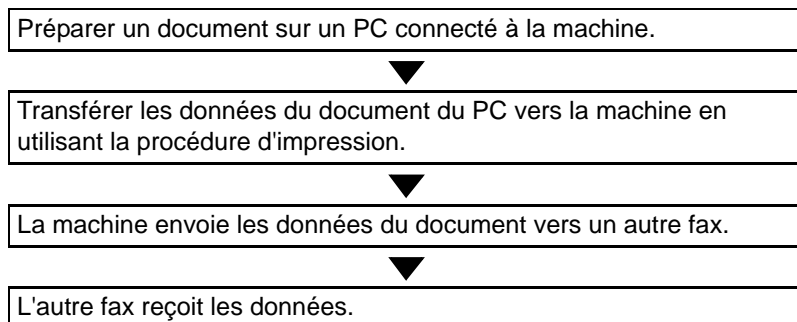 Préparer un document sur un PC connecté à la machine.
Transférer les données du document du PC vers la machine en
utilisant la procédure d'impression.
La machine envoie les données du document vers un autre fax.
L'autre fax reçoit les données.